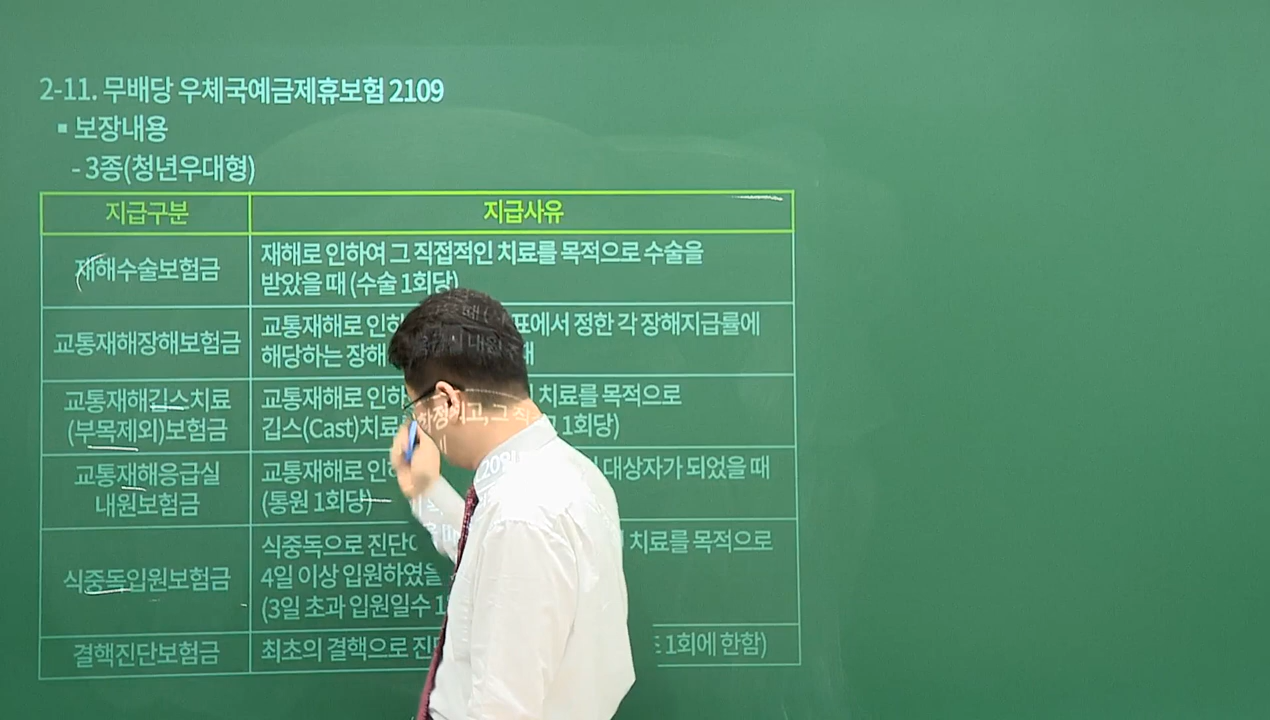 2-11. 무배당 우체국예금제휴보험 2109
▪ 보장내용
- 3종(청년우대형)
지급구분
지급사유
재해수술보험금
재해로 인하여 그 직접적인 치료를 목적으로 수술을
받았을 때 (수술 1회당)
교통재해장해보험금
교통재해로 인하 표에서 정한 각 장해지급률에
해당하는 장해
교통재해깁스치료
(부목제외)보험금
교통재해로 인하 치료를 목적으로
깁스(Cast)치료 1회당)
교통재해응급실
내원보험금
교통재해로 인하 대상자가 되었을 때
(통원 1회당)
식중독입원보험금
식중독으로 진단 치료를 목적으로
4일 이상 입원하였을
(3일 초과 입원일수 1
결핵진단보험금
최초의 결핵으로 진단 1회에 한함)